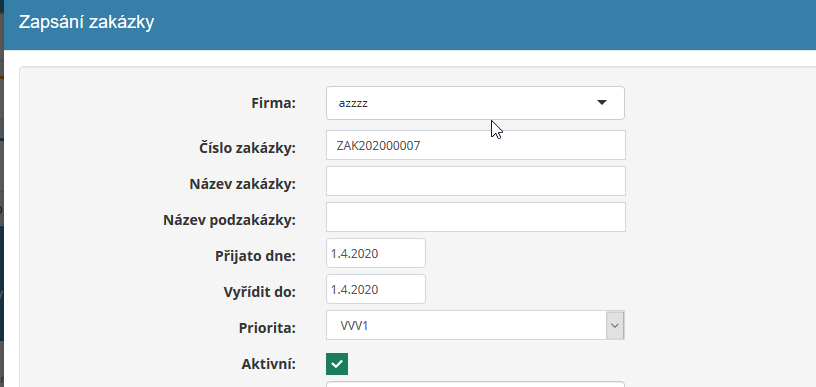 Zapsání zakázky
Firma: azzzz
Číslo zakázky: ZAK202000007
Název zakázky:
Název podzakázky:
Přijato dne: 1.4.2020
Vyřídit do: 1.4.2020
Priorita: VVV1
Aktivní: